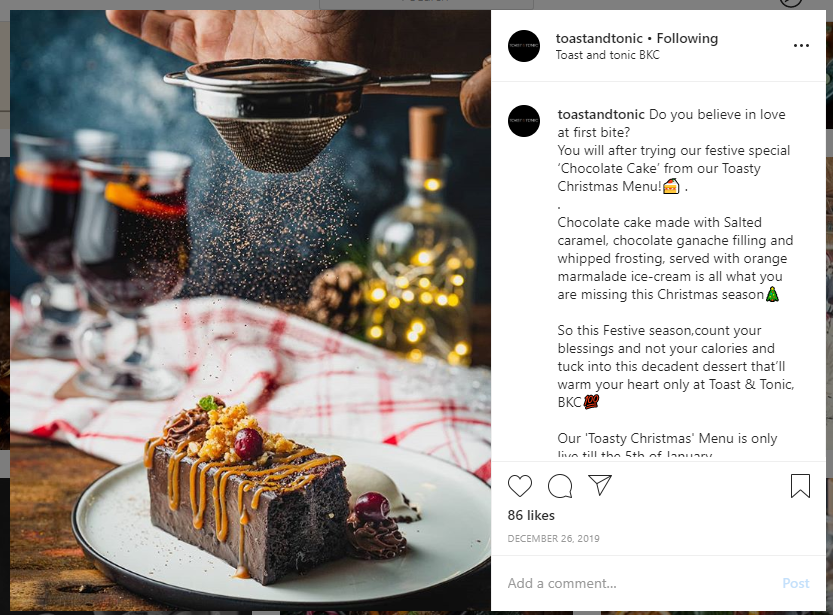 toastandtonic • Following
Toast and tonic BKC
toastandtonic Do you believe in love
at first bite?
You will after trying our festive special
‘Chocolate Cake’ from our Toasty
Christmas Menu!🍰 .
.
Chocolate cake made with Salted
caramel, chocolate ganache filling and
whipped frosting, served with orange
marmalade ice-cream is all what you
are missing this Christmas season🎄
So this Festive season,count your
blessings and not your calories and
tuck into this decadent dessert that’ll
warm your heart only at Toast & Tonic,
BKC💯
Our 'Toasty Christmas' Menu is only
live till the 5th of January
86 likes
DECEMBER 26, 2019
Add a comment...
Post